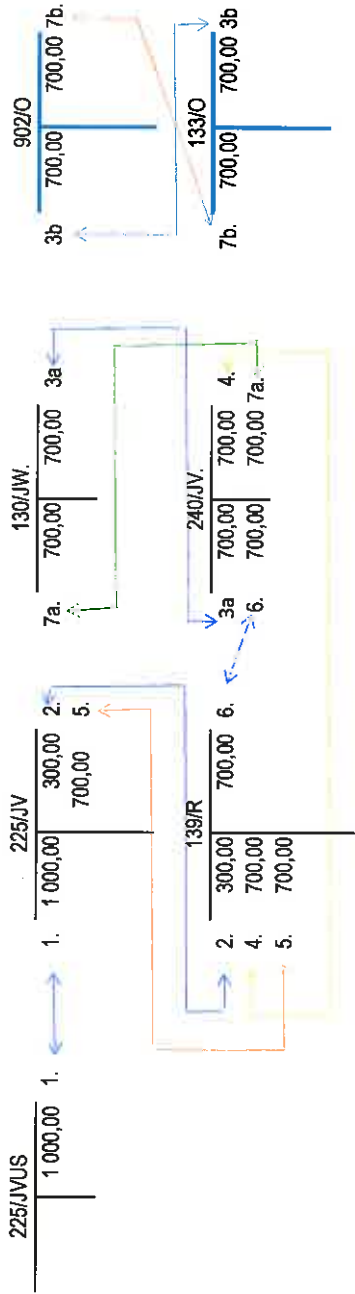 225/JVUS
1 000,00 1.
225/JV
1. 1 000,00 300,00 2.
700,00 5.
130/JW.
7a. 700,00 700,00 3a
902/O
3b 700,00 700,00 7b.
139/R
2. 300,00 700,00 6.
4. 700,00
5. 700,00
240/JV.
3a 700,00 700,00 4.
6. 700,00 700,00 7a.
133/O
7b. 700,00 700,00 3b